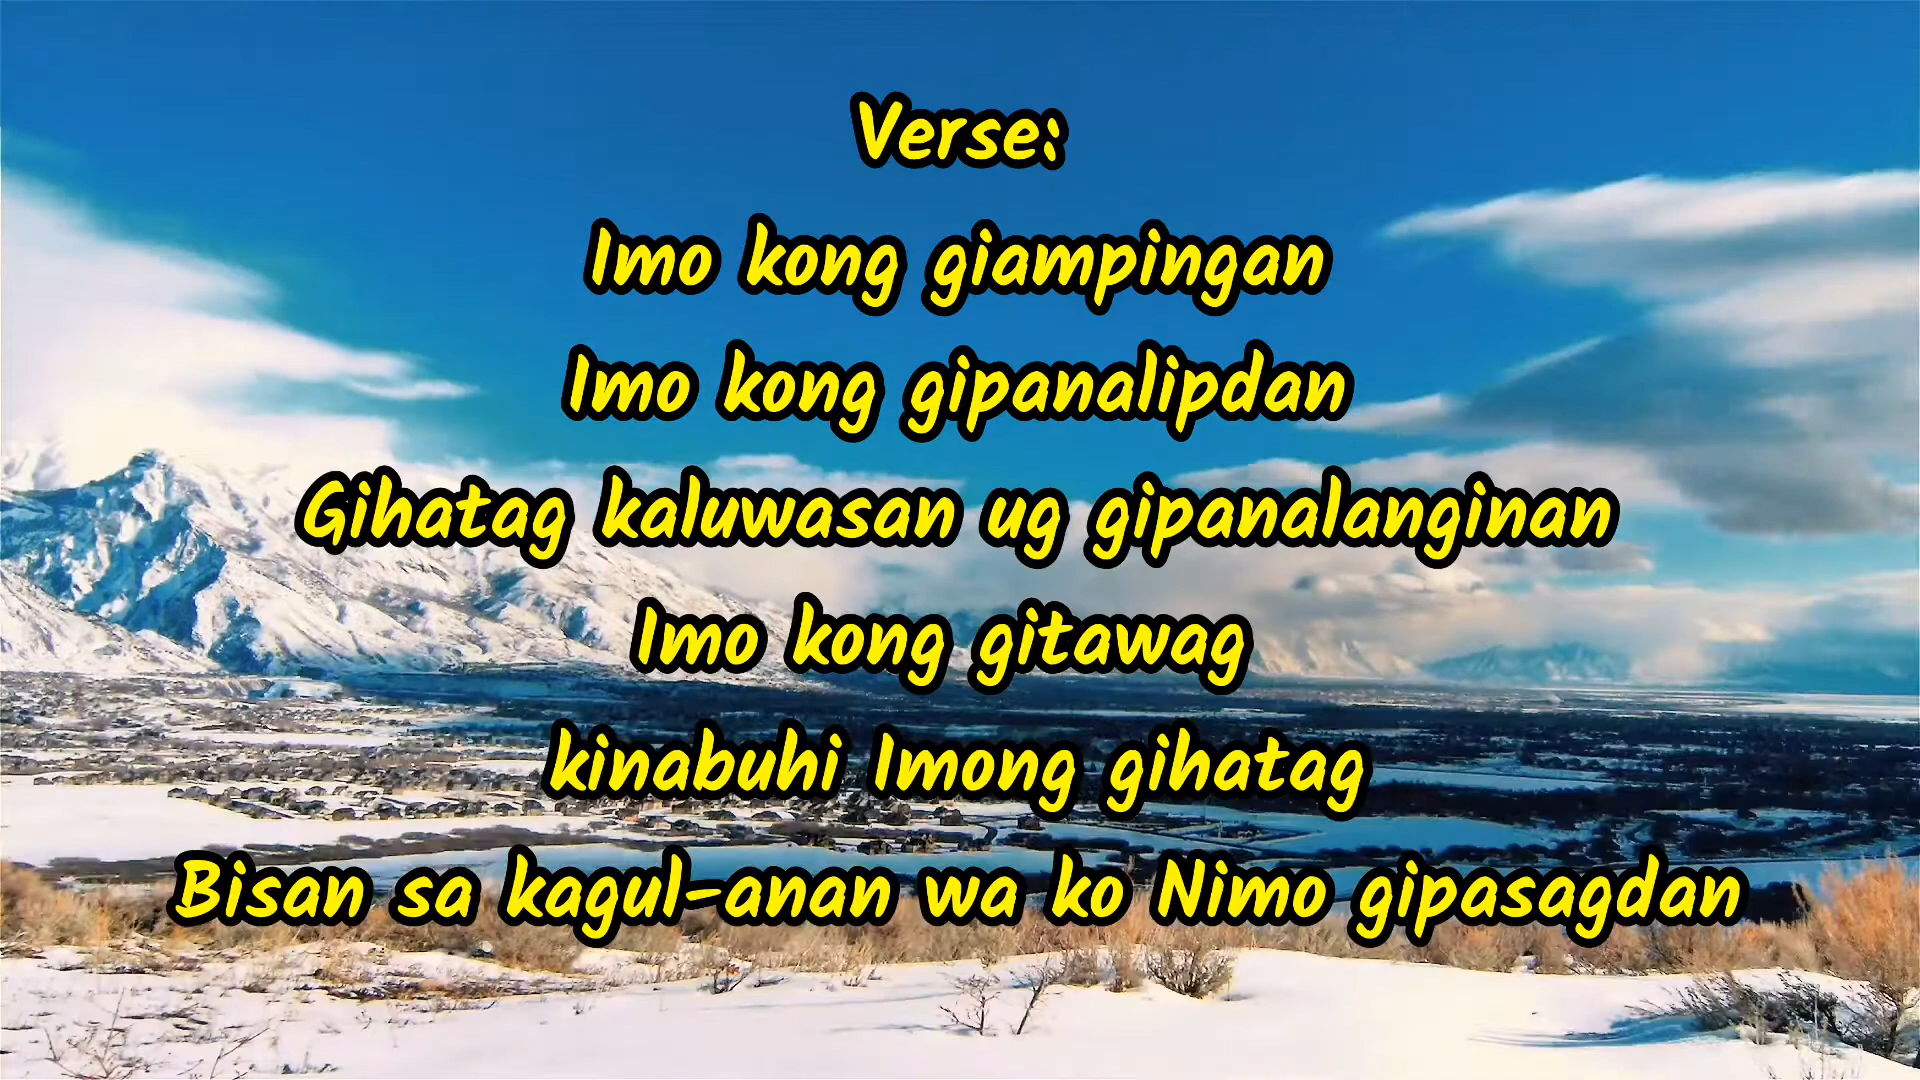 Verse:
Imo kong giampingan
Imo kong gipanalipdan
Gihatag kaluwasan ug gipanalanginan
Imo kong gitawag
kinabuhi Imong gihatag
Bisan sa kagul-anan wa ko Nimo gipasagdan